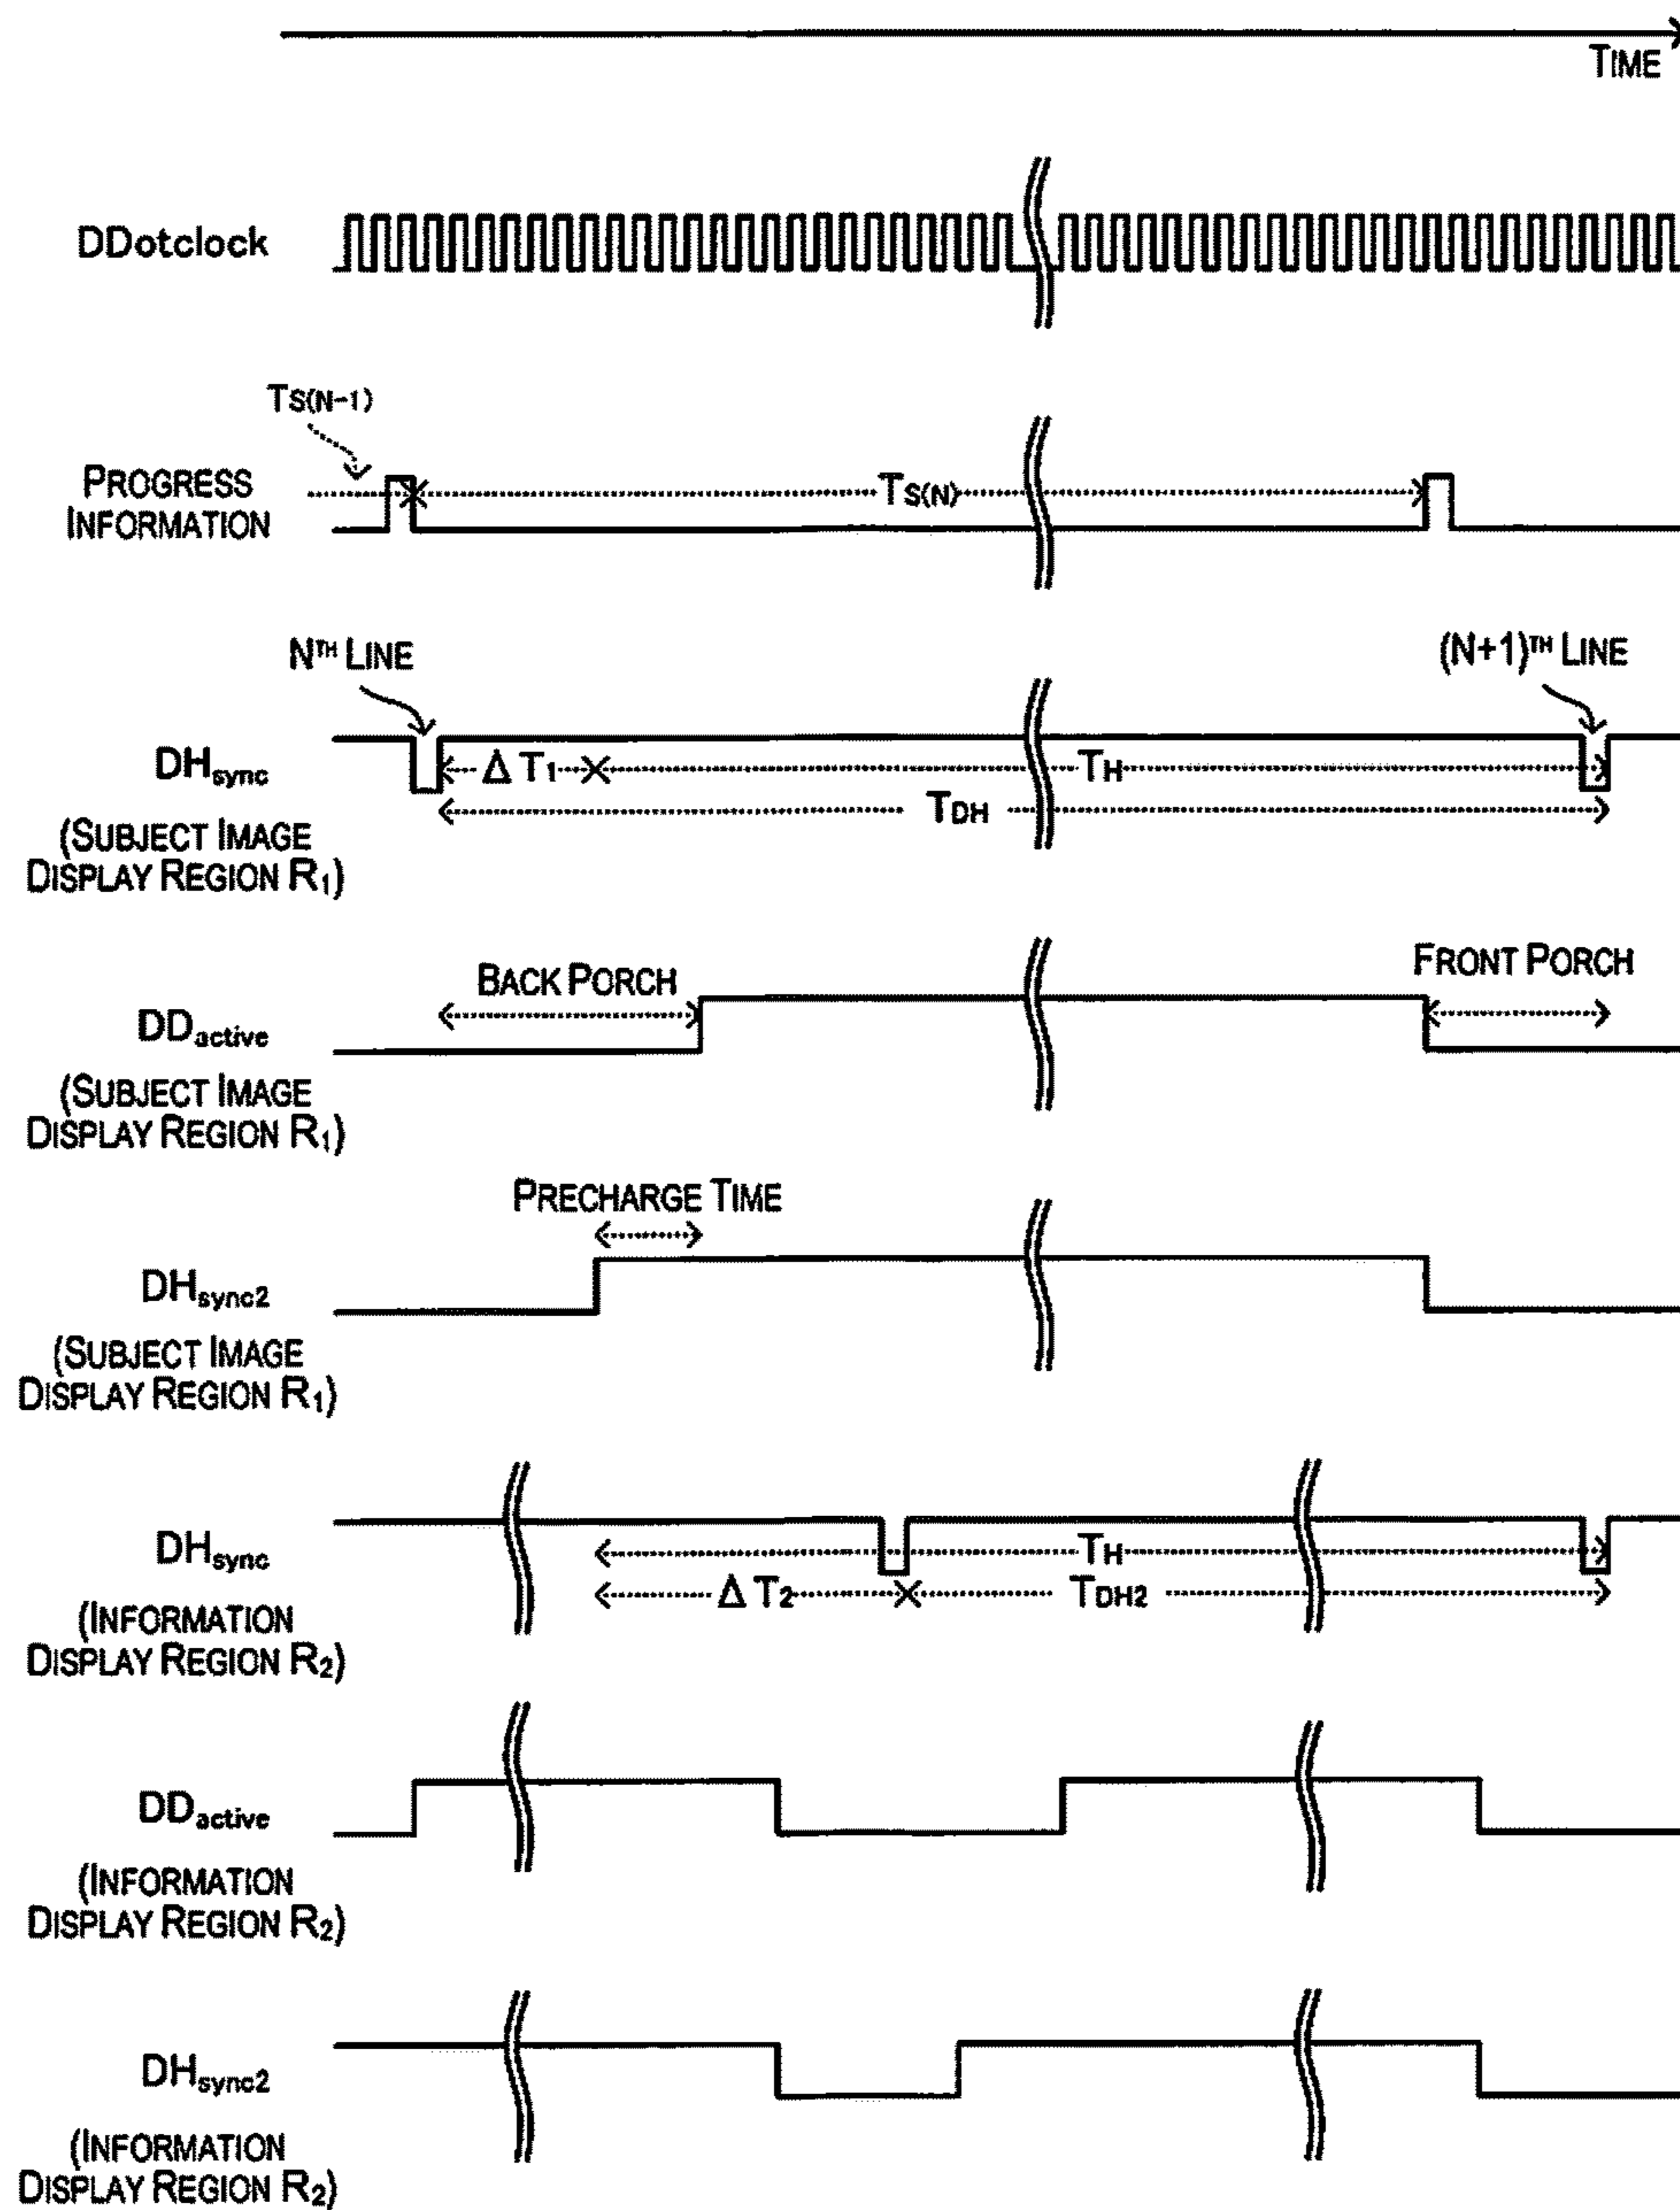 TIME
DDotclock
TS(N-1)
PROGRESS
INFORMATION
TS(N)
NTH LINE
(N+1)TH LINE
DHsync
Δ T1
TH
TDH
(SUBJECT IMAGE
DISPLAY REGION R1)
BACK PORCH
FRONT PORCH
DDactive
(SUBJECT IMAGE
DISPLAY REGION R1)
PRECHARGE TIME
DHsync2
(SUBJECT IMAGE
DISPLAY REGION R1)
DHsync
TH
Δ T2
TDH2
(INFORMATION
DISPLAY REGION R2)
DDactive
(INFORMATION
DISPLAY REGION R2)
DHsync2
(INFORMATION
DISPLAY REGION R2)